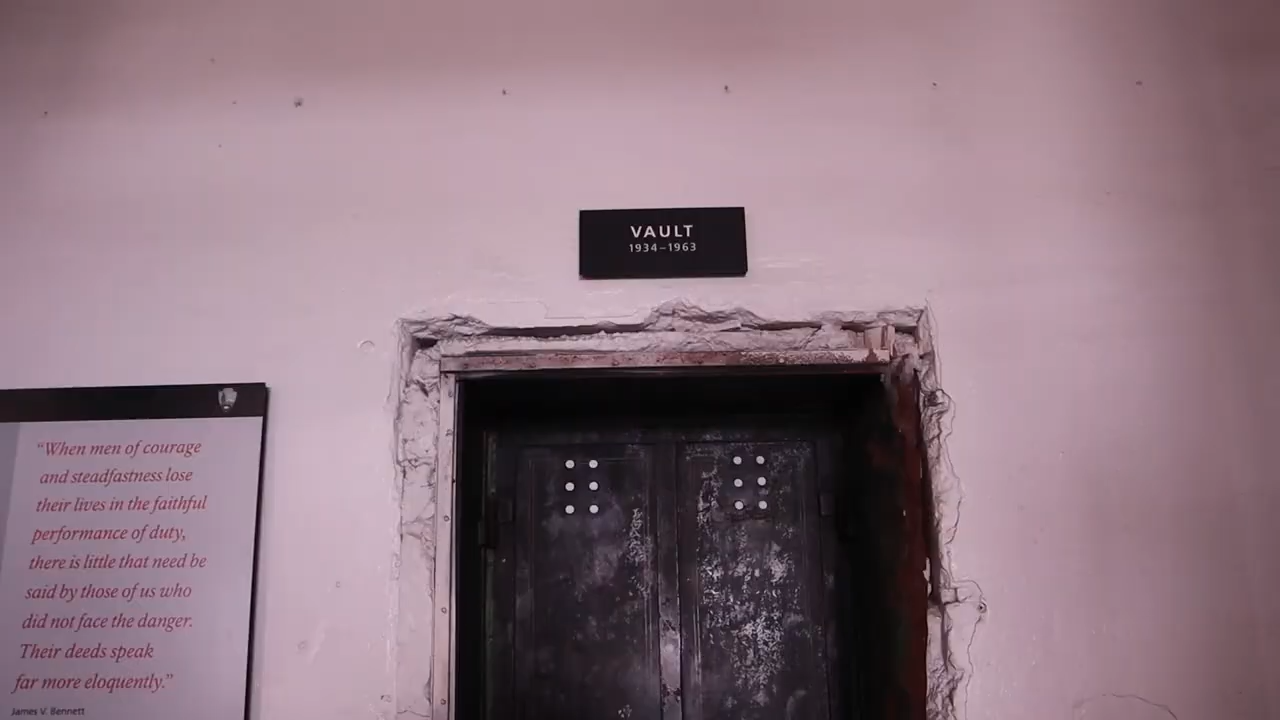 VAULT
1934–1963
“When men of courage
and steadfastness lose
their lives in the faithful
performance of duty,
there is little that need be
said by those of us who
did not face the danger.
Their deeds speak
far more eloquently.”
James V. Bennett